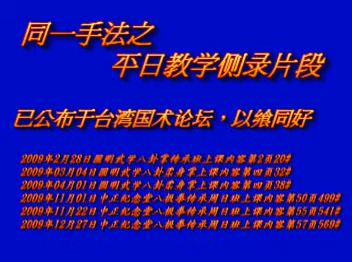 同一手法之
平日教学侧录片段
已公布于台湾国术论坛，以飨同好
2009年2月28日圆明武学八卦掌传承班上课内容第2页20#
2009年03月04日圆明武学八卦柔身掌上课内容第四页32#
2009年04月01日圆明武学八卦柔身掌上课内容第四页38#
2009年11月01日中正纪念堂八极拳传承周日班上课内容第50页499#
2009年11月22日中正纪念堂八极拳传承周日班上课内容第55页541#
2009年12月27日中正纪念堂八极拳传承周日班上课内容第57页569#